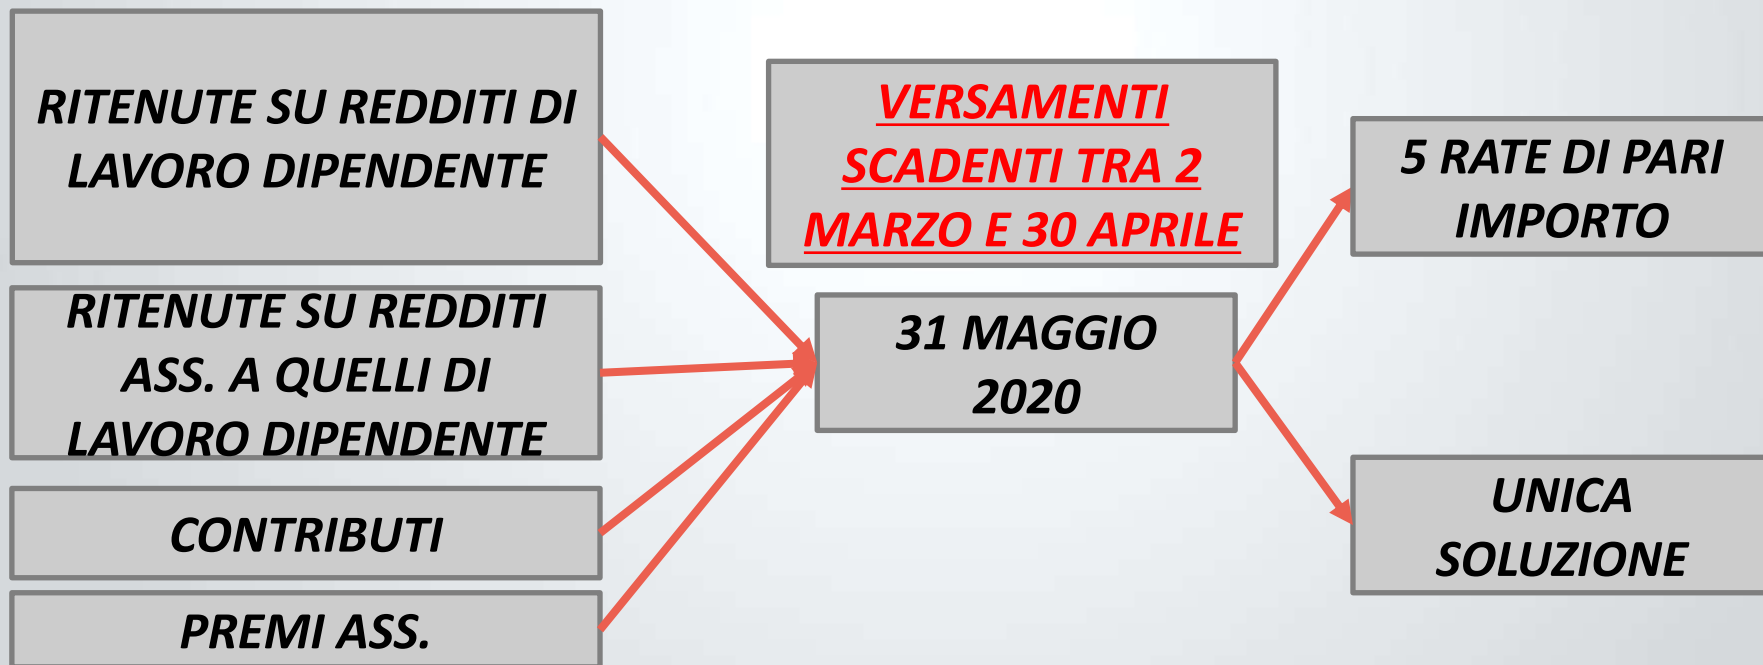 RITENUTE SU REDDITI DI
LAVORO DIPENDENTE
RITENUTE SU REDDITI
ASS. A QUELLI DI
LAVORO DIPENDENTE
CONTRIBUTI
PREMI ASS.
VERSAMENTI
SCADENTI TRA 2
MARZO E 30 APRILE
31 MAGGIO
2020
5 RATE DI PARI
IMPORTO
UNICA
SOLUZIONE